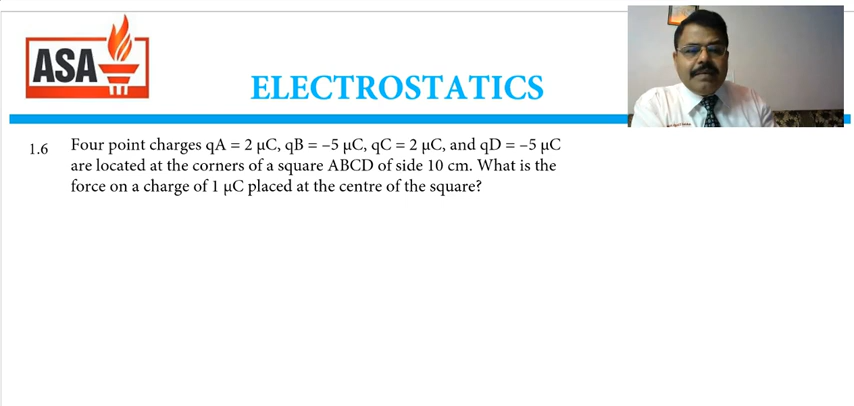 ASA
ELECTROSTATICS
1.6 Four point charges qA = 2 µC, qB = –5 µC, qC = 2 µC, and qD = –5 µC
are located at the corners of a square ABCD of side 10 cm. What is the
force on a charge of 1 µC placed at the centre of the square?